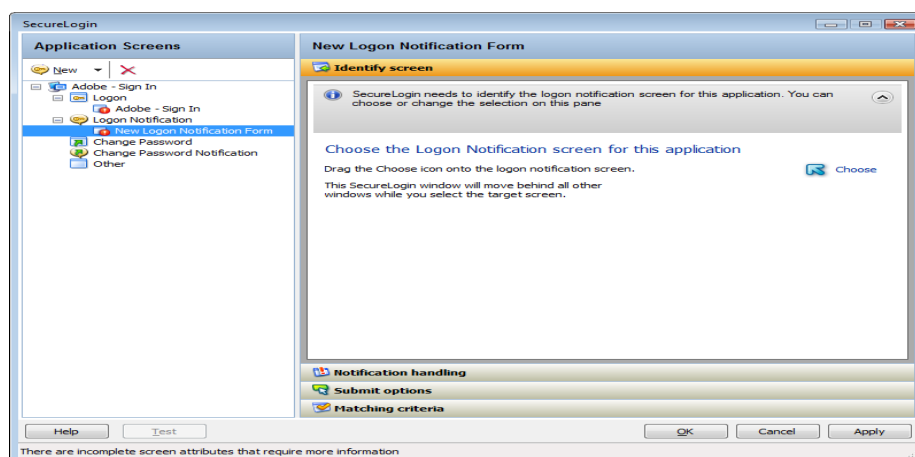 SecureLogin
Application Screens
New
Adobe - Sign In
Logon
Adobe - Sign In
Logon Notification
New Logon Notification Form
Change Password
Change Password Notification
Other
New Logon Notification Form
Identify screen
SecureLogin needs to identify the logon notification screen for this application. You can
choose or change the selection on this pane
Choose the Logon Notification screen for this application
Drag the Choose icon onto the logon notification screen.
Choose
This SecureLogin window will move behind all other
windows while you select the target screen.
Notification handling
Submit options
Matching criteria
Help
Test
OK
Cancel
Apply
There are incomplete screen attributes that require more information